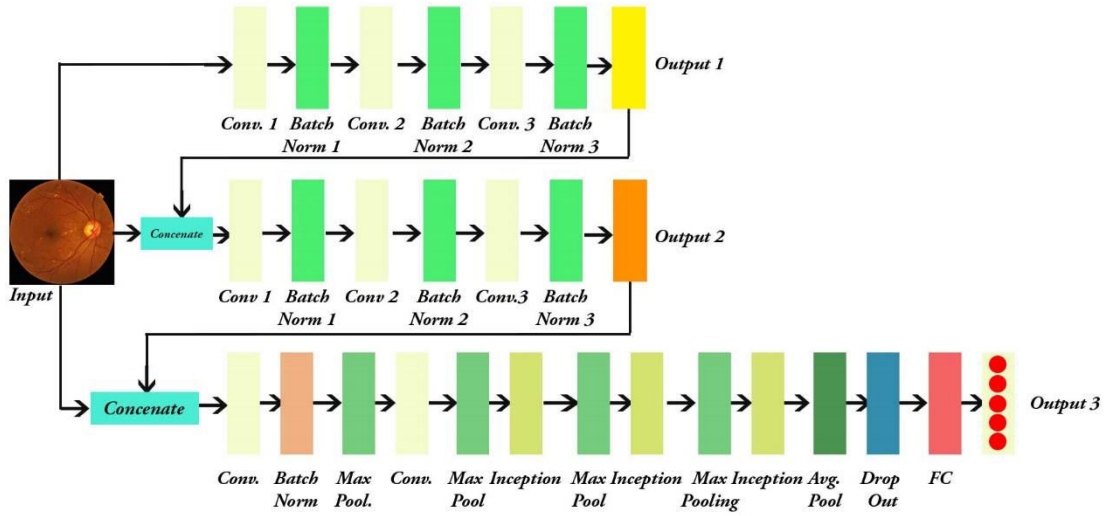 Output 1
Conv. 1 Batch Conv. 2 Batch Conv. 3 Batch
Norm 1 Norm 2 Norm 3
Concenate
Output 2
Input
Conv 1 Batch Conv 2 Batch Conv.3 Batch
Norm 1 Norm 2 Norm 3
Concenate
Output 3
Conv. Batch Max Conv. Max Inception Max Inception Max Inception Avg. Drop FC
Norm Pool. Pool Pool Pooling Pool Out